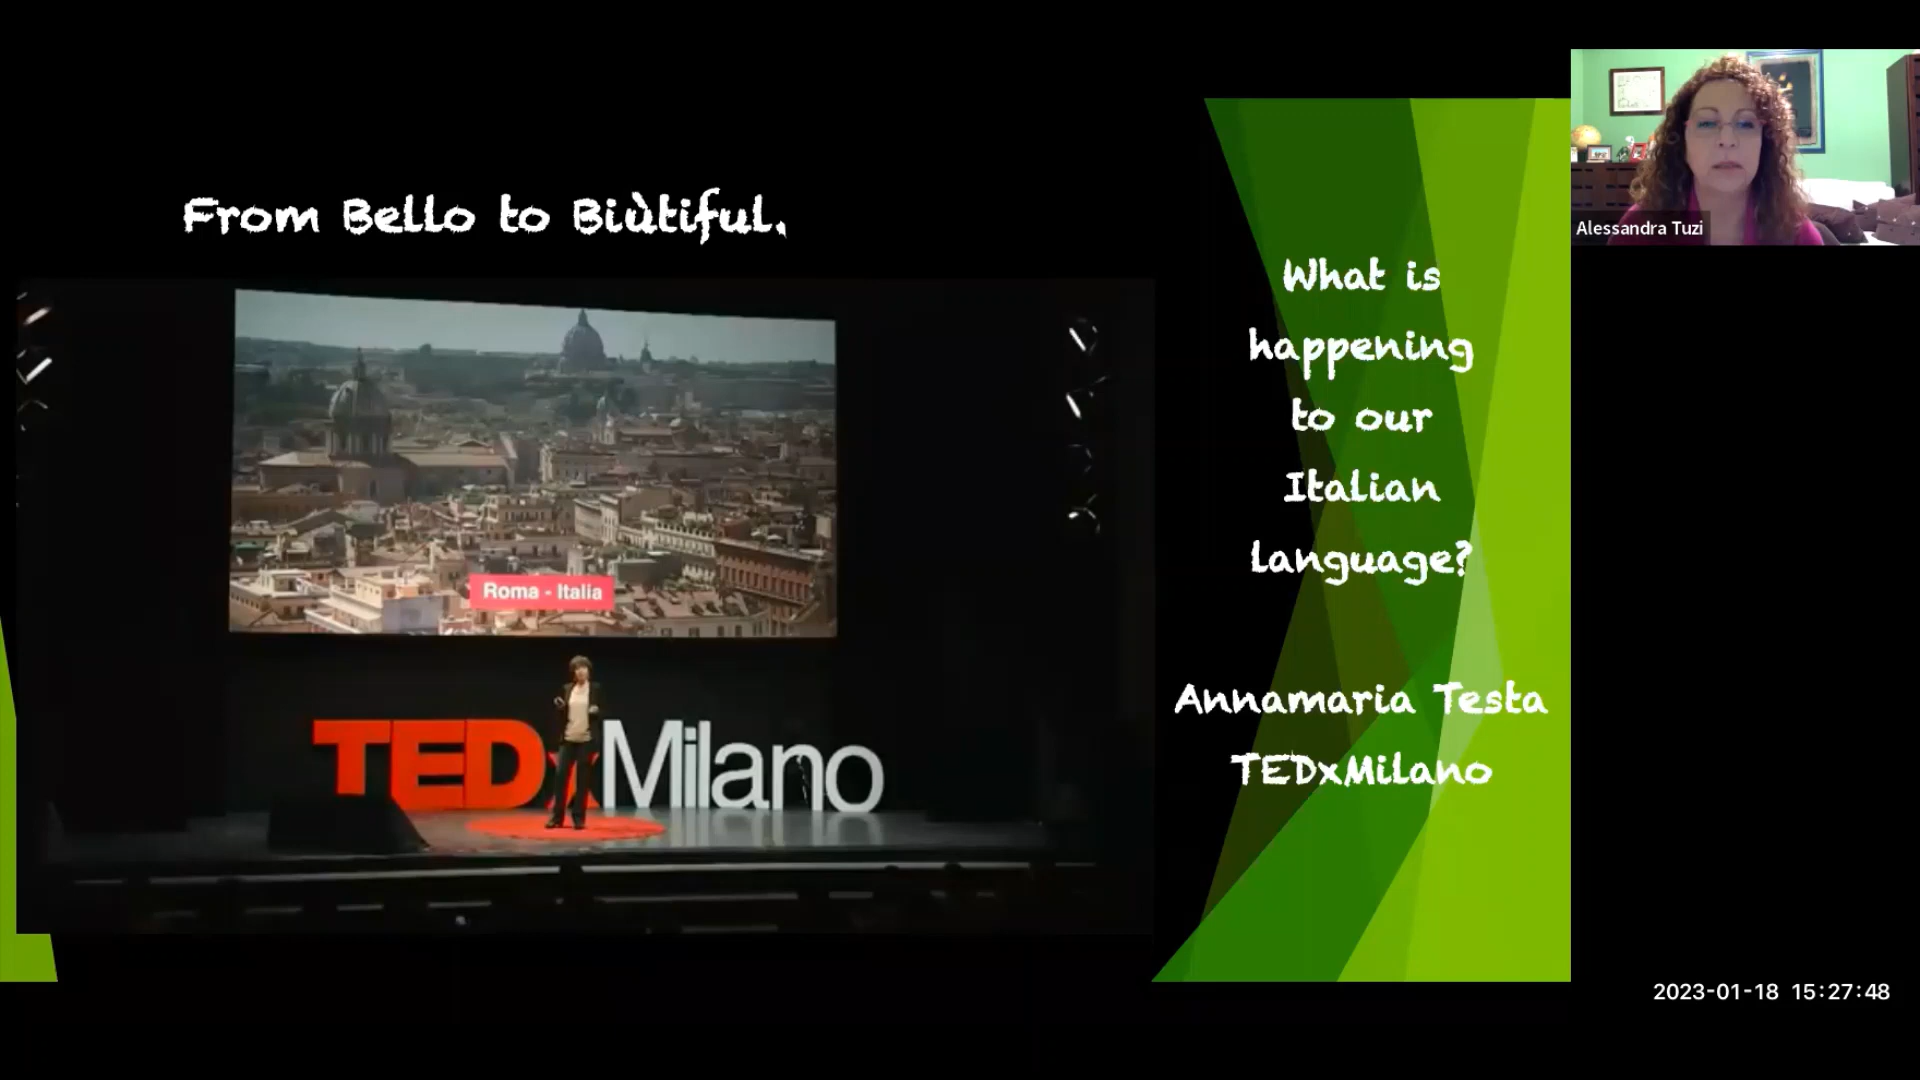 From Bello to Biùtiful.
Roma - Italia
TEDxMilano
What is
happening
to our
Italian
language?
Annamaria Testa
TEDxMilano
Alessandra Tuzi
2023-01-18 15:27:48